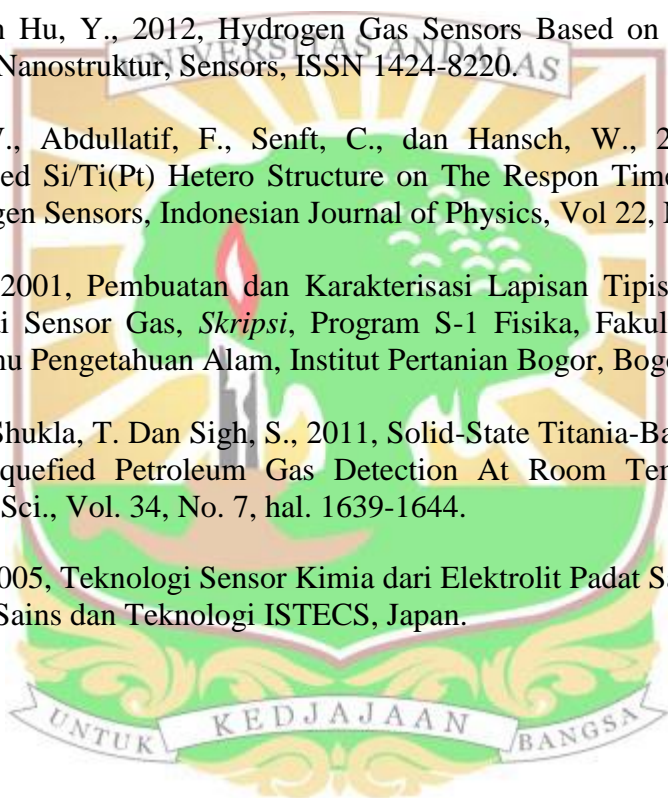 n Hu, Y., 2012, Hydrogen Gas Sensors Based on
Nanostruktur, Sensors, ISSN 1424-8220.
UNIVERSITAS ANDALAS
., Abdullatif, F., Senft, C., dan Hansch, W., 2
ed Si/Ti(Pt) Hetero Structure on The Respon Time
gen Sensors, Indonesian Journal of Physics, Vol 22,
2001, Pembuatan dan Karakterisasi Lapisan Tipis
i Sensor Gas, Skripsi, Program S-1 Fisika, Fakul
nu Pengetahuan Alam, Institut Pertanian Bogor, Bog
Shukla, T. Dan Sigh, S., 2011, Solid-State Titania-Ba
quefied Petroleum Gas Detection At Room Ten
Sci., Vol. 34, No. 7, hal. 1639-1644.
005, Teknologi Sensor Kimia dari Elektrolit Padat S
Sains dan Teknologi ISTECS, Japan.
UNTUK KEDJAJAAN BANGSA